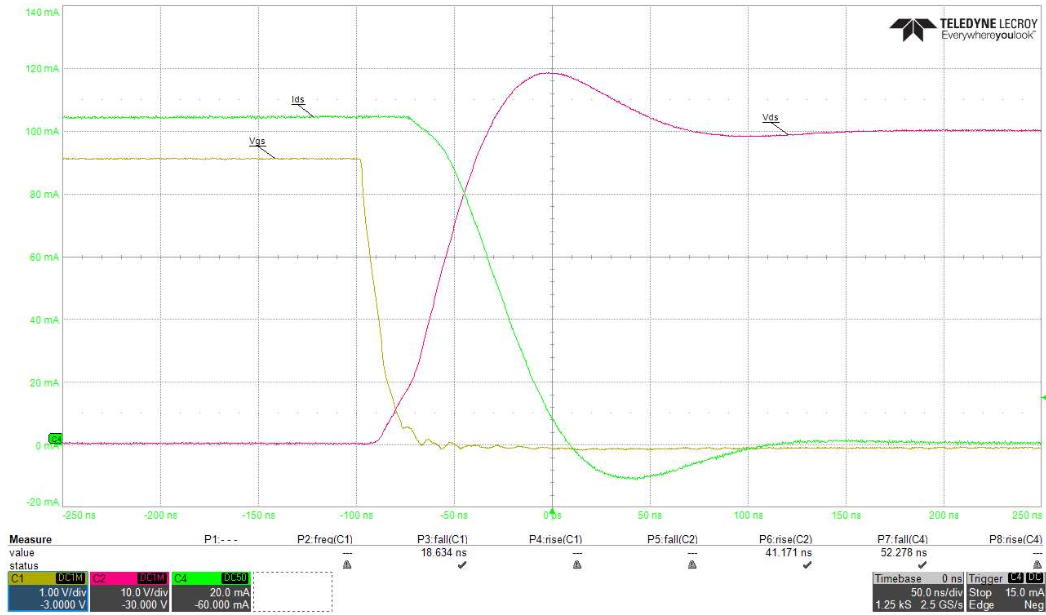 140 mA
TELEDYNE LECROY
Everywhereyoulook™
120 mA
Ids
Vds
100 mA
Vgs
80 mA
60 mA
40 mA
20 mA
C4
0 mA
-20 mA
-250 ns -200 ns -150 ns -100 ns -50 ns 0 ns 50 ns 100 ns 150 ns 200 ns 250 ns
Measure P1:--- P2:freq(C1) P3:fall(C1) P4:rise(C1) P5:fall(C2) P6:rise(C2) P7:fall(C4) P8:rise(C4)
value --- 18.634 ns --- --- 41.171 ns 52.278 ns ---
status
C1 DC1M C2 DC1M C4 DC50 Timebase 0 ns Trigger C4 DC
1.00 V/div 10.0 V/div 20.0 mA 50.0 ns/div Stop 15.0 mA
-3.0000 V -30.000 V -60.000 mA 1.25 kS 2.5 GS/s Edge Neg